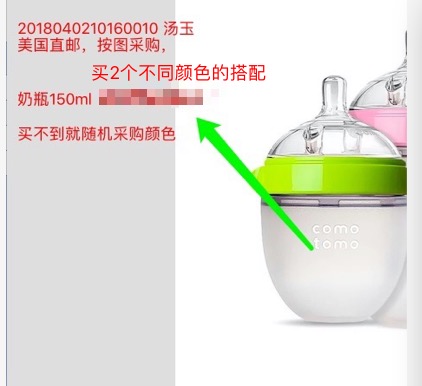 2018040210160010 汤玉
美国直邮，按图采购，
买2个不同颜色的搭配
奶瓶150ml
买不到就随机采购颜色
como
tomo